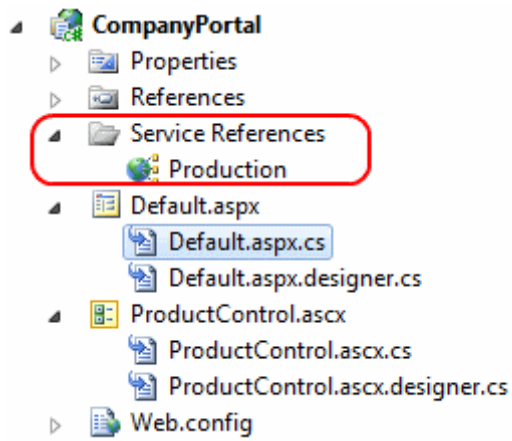 CompanyPortal
Properties
References
Service References
Production
Default.aspx
Default.aspx.cs
Default.aspx.designer.cs
ProductControl.ascx
ProductControl.ascx.cs
ProductControl.ascx.designer.cs
Web.config